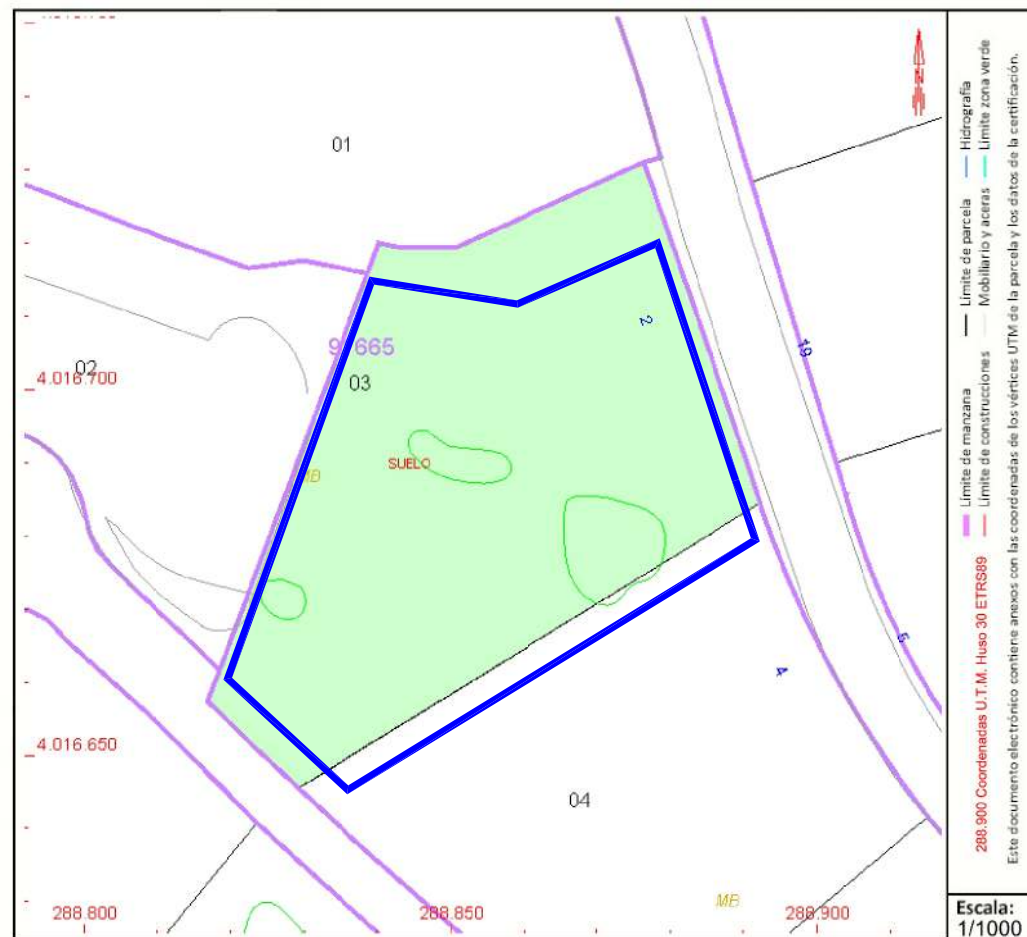 01
02
9 665
03
4.016.700
SUELO
MB
2
19
5
4
4.016.650
04
MB
288.800
288.850
288.900
N
Límite de manzana
Límite de parcela
Hidrografía
Límite de construcciones
Mobiliario y aceras
Límite zona verde
288.900 Coordenadas U.T.M. Huso 30 ETRS89
Este documento electrónico contiene anexos con las coordenadas de los vértices UTM de la parcela y los datos de la certificación.
Escala:
1/1000